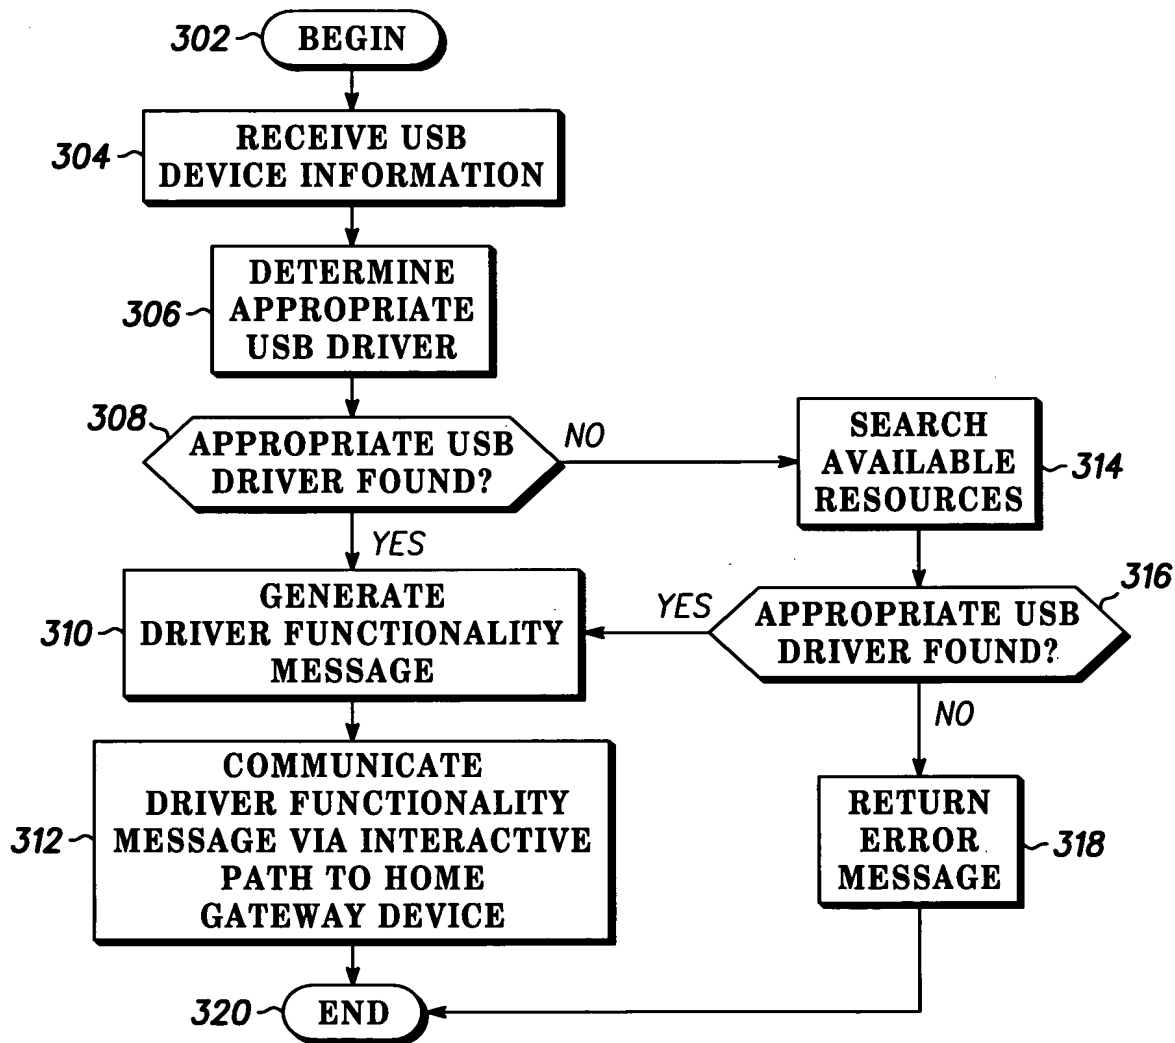 302
BEGIN
304
RECEIVE USB
DEVICE INFORMATION
306
DETERMINE
APPROPRIATE
USB DRIVER
308
APPROPRIATE USB
DRIVER FOUND?
NO
YES
SEARCH
AVAILABLE
RESOURCES
314
310
GENERATE
DRIVER FUNCTIONALITY
MESSAGE
YES
APPROPRIATE USB
DRIVER FOUND?
316
NO
312
COMMUNICATE
DRIVER FUNCTIONALITY
MESSAGE VIA INTERACTIVE
PATH TO HOME
GATEWAY DEVICE
RETURN
ERROR
MESSAGE
318
320
END